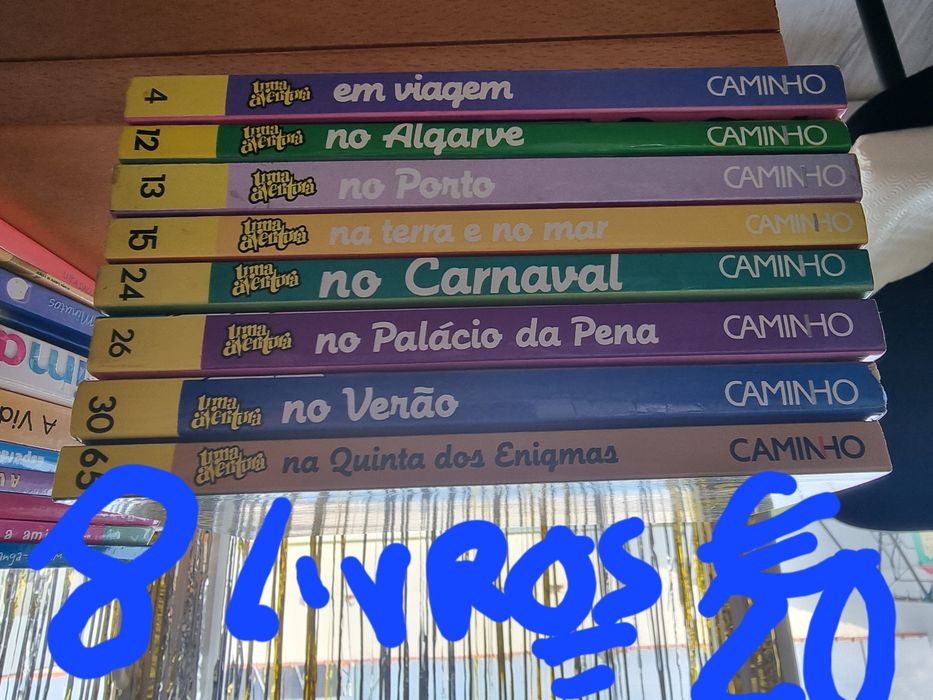 4 uma aventura em viagem CAMINHO
12 uma aventura no Algarve CAMINHO
13 uma aventura no Porto CAMINHO
15 uma aventura na terra e no mar CAMINHO
24 uma aventura no Carnaval CAMINHO
26 uma aventura no Palácio da Pena CAMINHO
30 uma aventura no Verão CAMINHO
65 uma aventura na Quinta dos Enigmas CAMINHO
Minutos
A Vid
a am
8 LIVROS € 20